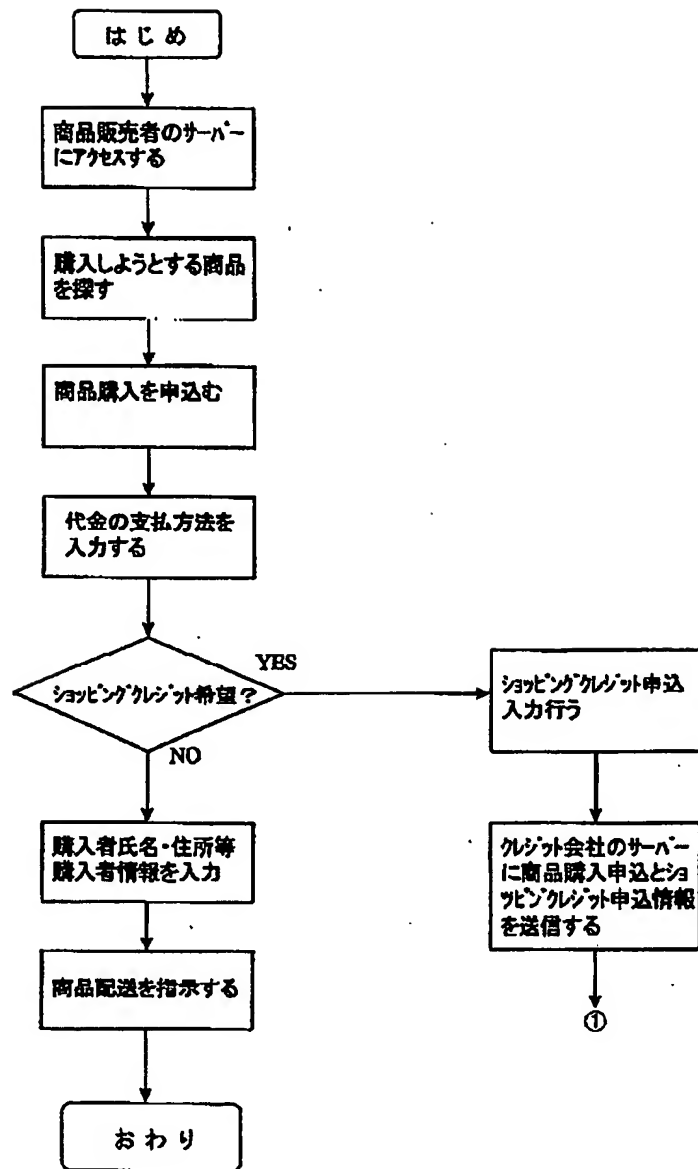 はじめ
商品販売者のサーバー
にアクセスする
購入しようとする商品
を探す
商品購入を申込む
代金の支払方法を
入力する
ショッピングクレジット希望?
YES
NO
購入者氏名・住所等
購入者情報を入力
商品配送を指示する
おわり
ショッピングクレジット申込
入力行う
クレジット会社のサーバー
に商品購入申込とショ
ッピングクレジット申込情報
を送信する
①